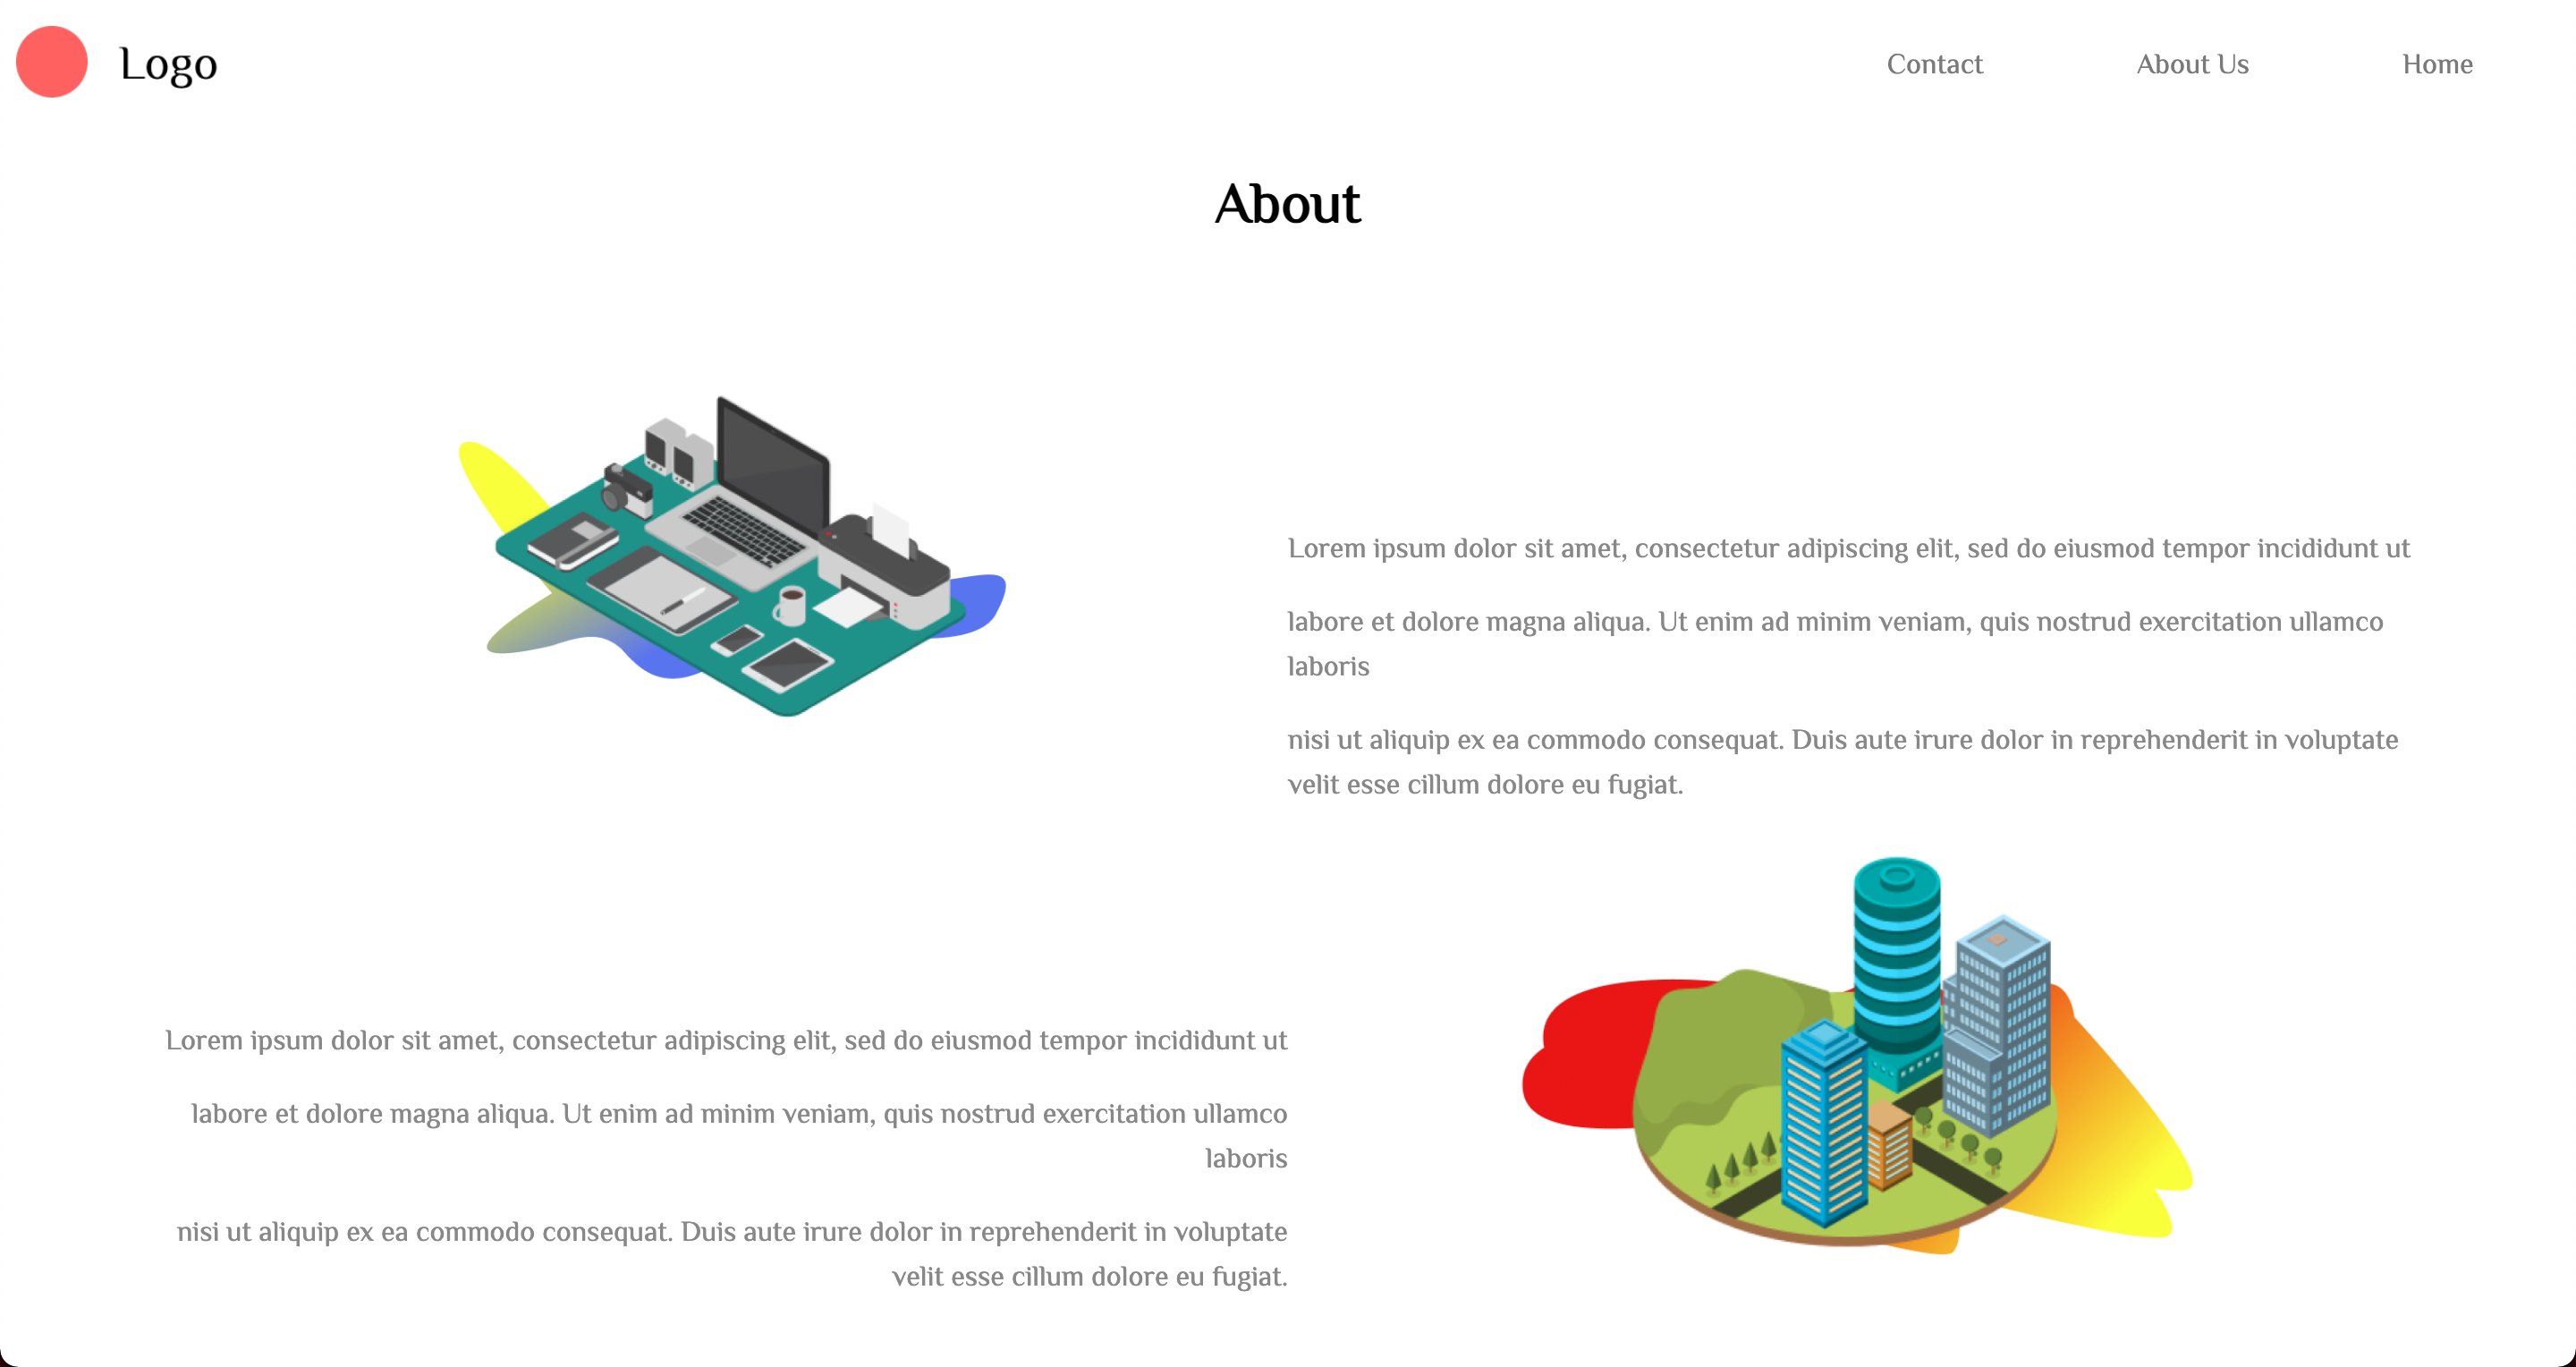 Logo
Contact
About Us
Home
About
Lorem ipsum dolor sit amet, consectetur adipiscing elit, sed do eiusmod tempor incididunt ut
labore et dolore magna aliqua. Ut enim ad minim veniam, quis nostrud exercitation ullamco
laboris
nisi ut aliquip ex ea commodo consequat. Duis aute irure dolor in reprehenderit in voluptate
velit esse cillum dolore eu fugiat.
Lorem ipsum dolor sit amet, consectetur adipiscing elit, sed do eiusmod tempor incididunt ut
labore et dolore magna aliqua. Ut enim ad minim veniam, quis nostrud exercitation ullamco
laboris
nisi ut aliquip ex ea commodo consequat. Duis aute irure dolor in reprehenderit in voluptate
velit esse cillum dolore eu fugiat.